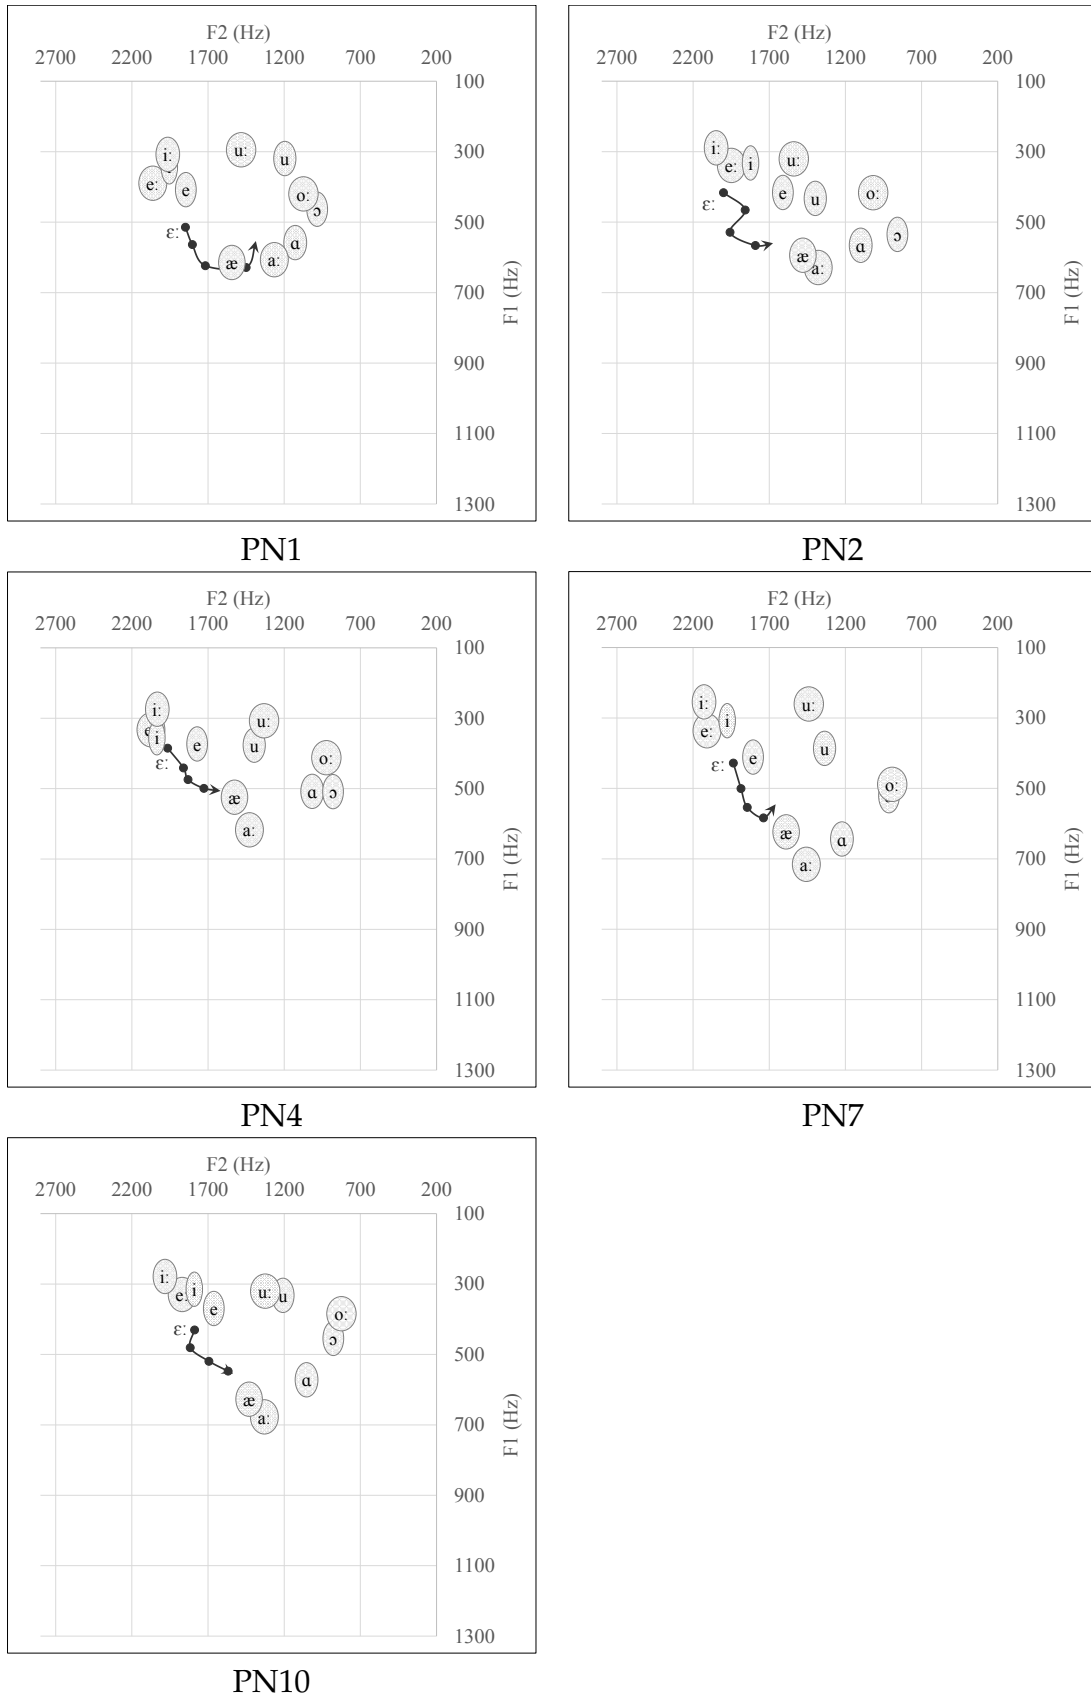 F2 (Hz)
2700 2200 1700 1200 700 200
100
300
500
700
900
1100
1300
F1 (Hz)
i:
e:
e
u:
u
o:
ɔ
ɑ
a:
æ
ɛ:
PN1
F2 (Hz)
2700 2200 1700 1200 700 200
100
300
500
700
900
1100
1300
F1 (Hz)
i:
e:
i
u:
e
u
o:
ɔ
ɑ
æ
a:
ɛ:
PN2
F2 (Hz)
2700 2200 1700 1200 700 200
100
300
500
700
900
1100
1300
F1 (Hz)
i:
i
e
u:
u
o:
ɑ
ɔ
æ
a:
ɛ:
PN4
F2 (Hz)
2700 2200 1700 1200 700 200
100
300
500
700
900
1100
1300
F1 (Hz)
i:
i
e:
u:
u
e
ɛ:
o:
æ
ɑ
a:
PN7
F2 (Hz)
2700 2200 1700 1200 700 200
100
300
500
700
900
1100
1300
F1 (Hz)
i:
e:
i
e
u:
u
o:
ɔ
ɑ
æ
a:
ɛ:
PN10